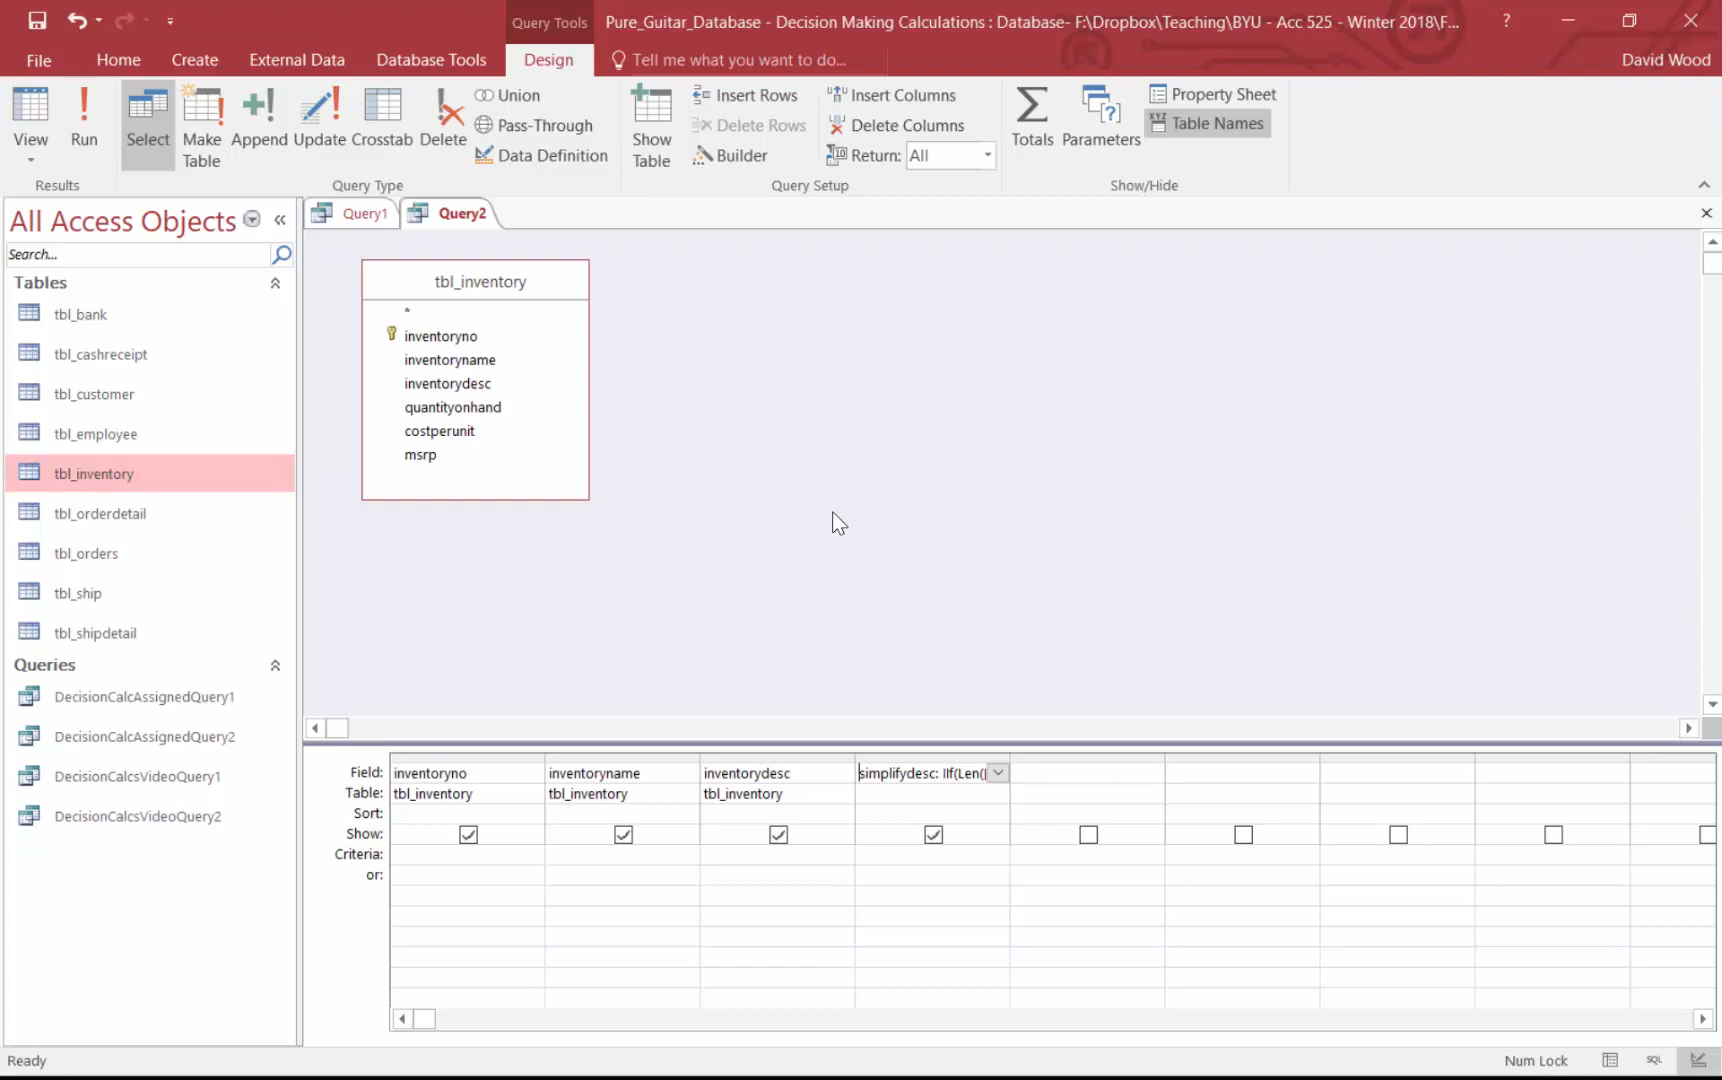 Query Tools
Pure_Guitar_Database - Decision Making Calculations : Database- F:\Dropbox\Teaching\BYU - Acc 525 - Winter 2018\F...
?
File
Home
Create
External Data
Database Tools
Design
Tell me what you want to do...
David Wood
View
Run
Select
Make Table
Append
Update
Crosstab
Delete
Union
Pass-Through
Data Definition
Show Table
Insert Rows
Delete Rows
Builder
Insert Columns
Delete Columns
Return: All
Totals
Parameters
Property Sheet
Table Names
Results
Query Type
Query Setup
Show/Hide
All Access Objects
Search...
Tables
tbl_bank
tbl_cashreceipt
tbl_customer
tbl_employee
tbl_inventory
tbl_orderdetail
tbl_orders
tbl_ship
tbl_shipdetail
Queries
DecisionCalcAssignedQuery1
DecisionCalcAssignedQuery2
DecisionCalcsVideoQuery1
DecisionCalcsVideoQuery2
Query1
Query2
tbl_inventory
*
inventoryno
inventoryname
inventorydesc
quantityonhand
costperunit
msrp
Field: inventoryno inventoryname inventorydesc simplifydesc: IIf(Len(
Table: tbl_inventory tbl_inventory tbl_inventory
Sort:
Show:
Criteria:
or:
Ready
Num Lock
SQL